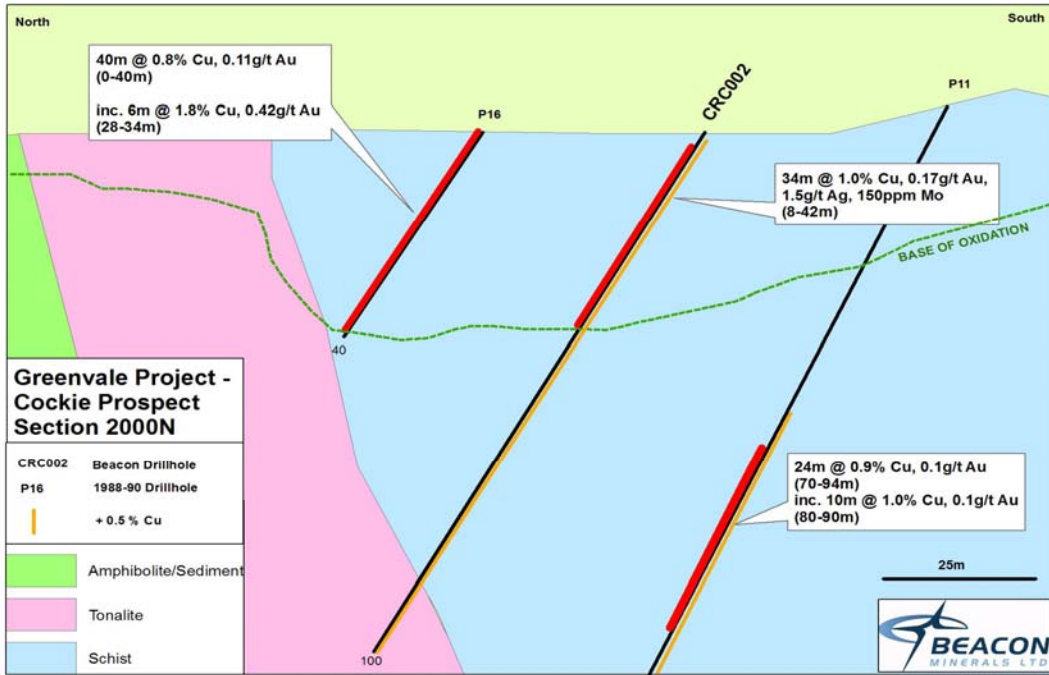 North
South
40m @ 0.8% Cu, 0.11g/t Au
(0-40m)
inc. 6m @ 1.8% Cu, 0.42g/t Au
(28-34m)
P16
CRC002
P11
34m @ 1.0% Cu, 0.17g/t Au,
1.5g/t Ag, 150ppm Mo
(8-42m)
BASE OF OXIDATION
40
Greenvale Project -
Cockie Prospect
Section 2000N
CRC002 Beacon Drillhole
P16 1988-90 Drillhole
+ 0.5 % Cu
Amphibolite/Sediment
Tonalite
Schist
24m @ 0.9% Cu, 0.1g/t Au
(70-94m)
inc. 10m @ 1.0% Cu, 0.1g/t Au
(80-90m)
25m
100
BEACON
MINERALS LTD